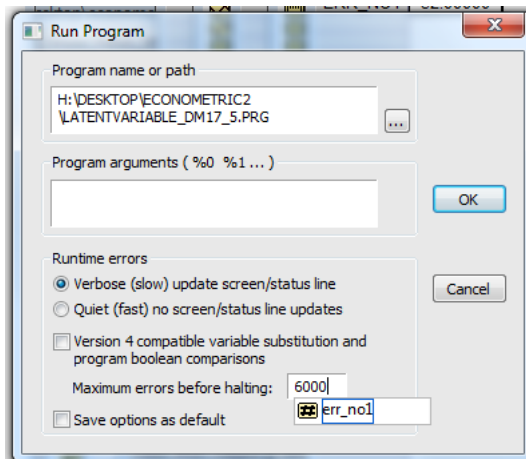 Run Program
Program name or path
H:\DESKTOP\ECONOMETRIC2
\LATENTVARIABLE_DM17_5.PRG
...
Program arguments ( %0 %1 ... )
OK
Runtime errors
Verbose (slow) update screen/status line
Quiet (fast) no screen/status line updates
Cancel
Version 4 compatible variable substitution and
program boolean comparisons
Maximum errors before halting: 6000
err_no1
Save options as default